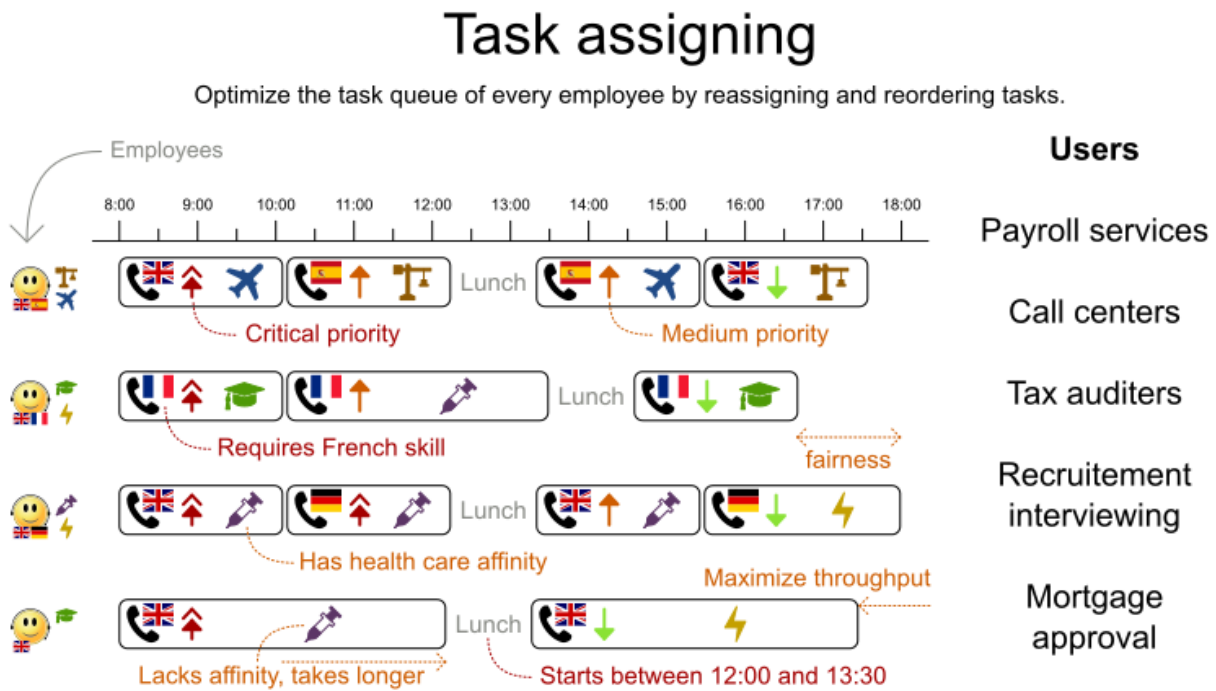 Task assigning
Optimize the task queue of every employee by reassigning and reordering tasks.
Employees
Users
8:00 9:00 10:00 11:00 12:00 13:00 14:00 15:00 16:00 17:00 18:00
Payroll services
Lunch
Call centers
Critical priority
Medium priority
Tax auditers
Lunch
Requires French skill
fairness
Recruitement
interviewing
Lunch
Has health care affinity
Maximize throughput
Mortgage
approval
Lunch
Lacks affinity, takes longer
Starts between 12:00 and 13:30